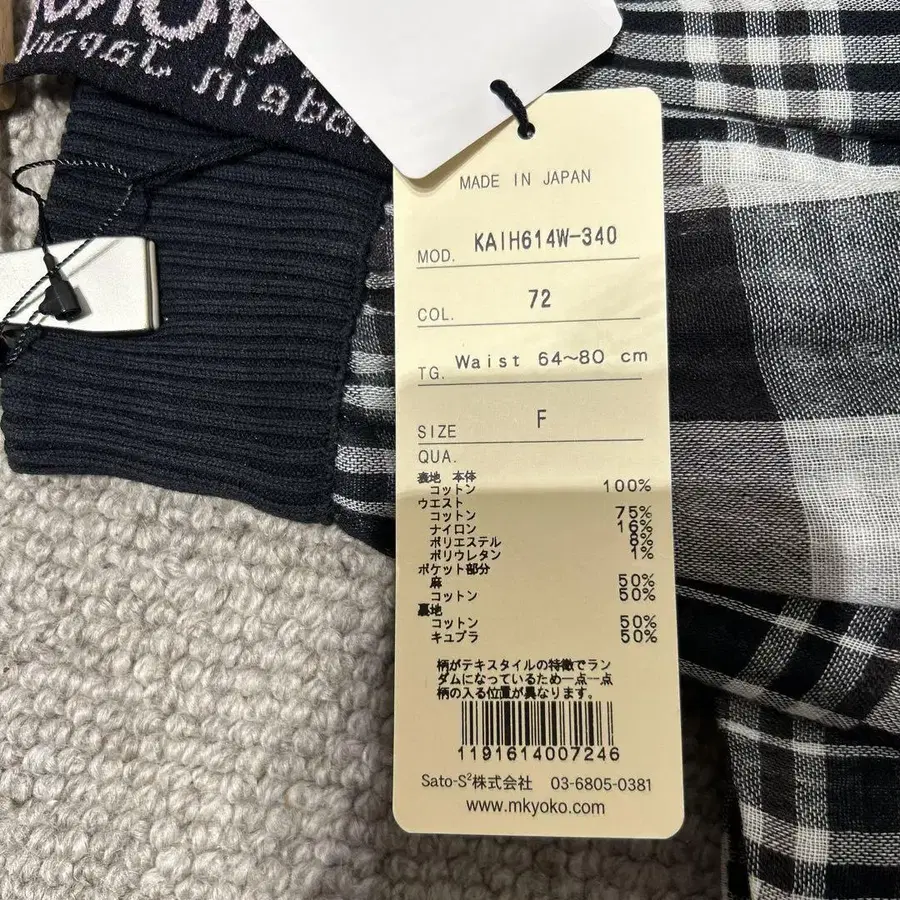 MADE IN JAPAN
MOD. KAIH614W-340
COL. 72
TG. Waist 64~80 cm
SIZE F
QUA.
表地 本体
コットン 100%
ウエスト
コットン 75%
ナイロン 16%
ポリエステル 8%
ポリウレタン 1%
ポケット部分
麻 50%
コットン 50%
裏地
コットン 50%
キュプラ 50%
柄がテキスタイルの特徴でラン
ダムになっているため一点一点
柄の入る位置が異なります。
1191614007246
Sato-S²株式会社 03-6805-0381
www.mkyoko.com